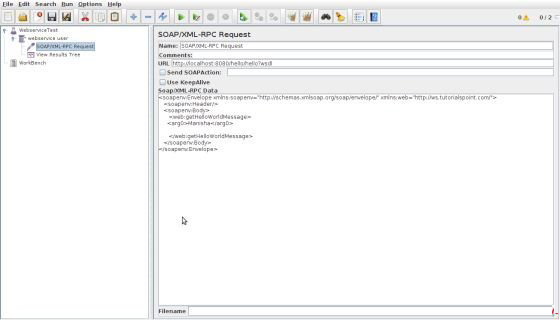 File Edit Search Run Options Help
0 0 / 2
WebserviceTest
webservice user
SOAP/XML-RPC Request
View Results Tree
WorkBench
SOAP/XML-RPC Request
Name: SOAP/XML-RPC Request
Comments:
URL http://localhost:8080/hello/hello?wsdl
Send SOAPAction:
Use KeepAlive
Soap/XML-RPC Data
<soapenv:Envelope xmlns:soapenv="http://schemas.xmlsoap.org/soap/envelope/" xmlns:web="http://ws.tutorialspoint.com/">
<soapenv:Header/>
<soapenv:Body>
<web:getHelloWorldMessage>
<arg0>Manisha</arg0>
</web:getHelloWorldMessage>
</soapenv:Body>
</soapenv:Envelope>
Filename